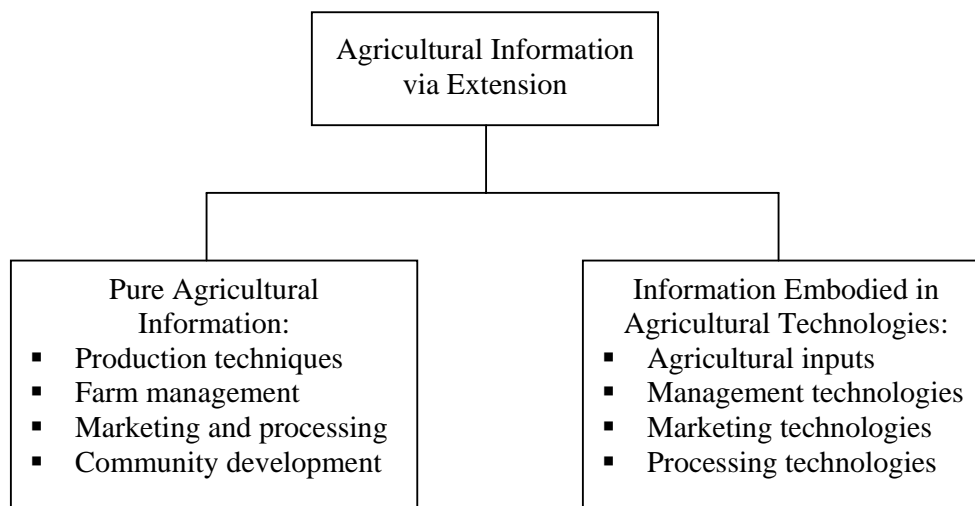 Agricultural Information
via Extension
Pure Agricultural
Information:
▪ Production techniques
▪ Farm management
▪ Marketing and processing
▪ Community development
Information Embodied in
Agricultural Technologies:
▪ Agricultural inputs
▪ Management technologies
▪ Marketing technologies
▪ Processing technologies